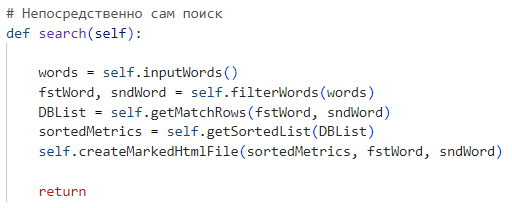 # Непосредственно сам поиск
def search(self):
words = self.inputWords()
fstWord, sndWord = self.filterWords(words)
DBList = self.getMatchRows(fstWord, sndWord)
sortedMetrics = self.getSortedList(DBList)
self.createMarkedHtmlFile(sortedMetrics, fstWord, sndWord)
return